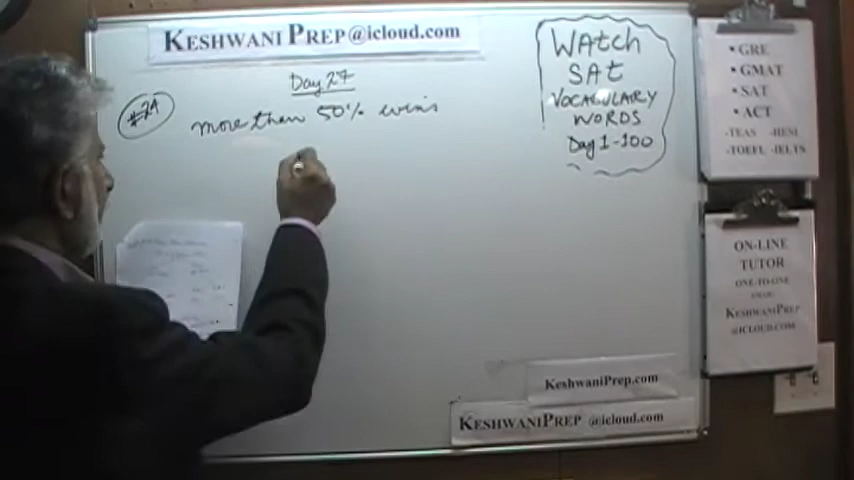 KESHWANI PREP@icloud.com
Day 27
#24
more than 50% wins
WAtch
SAt
VOCABULARY
WORDS
Day 1-100
• GRE
• GMAT
• SAT
• ACT
-TEAS -HESI
-TOEFL -IELTS
ON-LINE
TUTOR
ONE-TO-ONE
KESHWANIPREP
@ICLOUD.COM
KeshwaniPrep.com
KESHWANIPREP @icloud.com